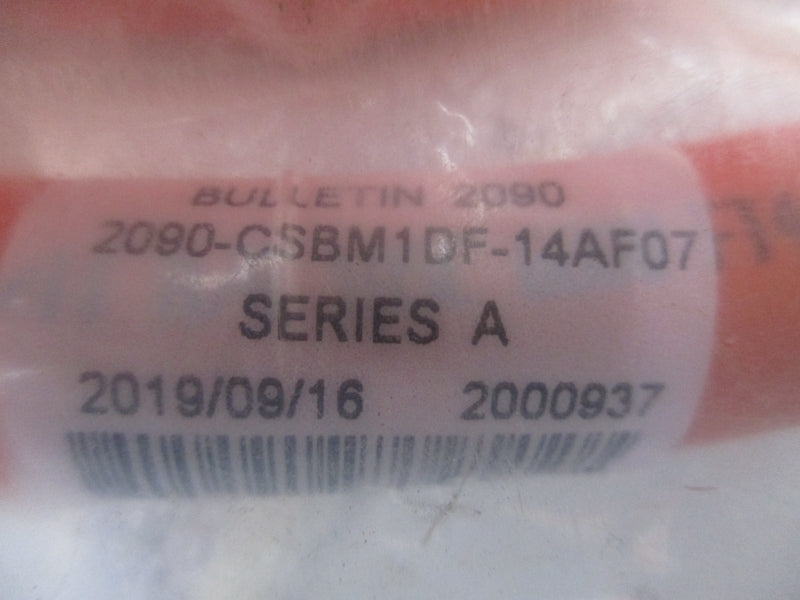 BULLETIN 2090
2090-CSBM1DF-14AF07
SERIES A
2019/09/16 2000937